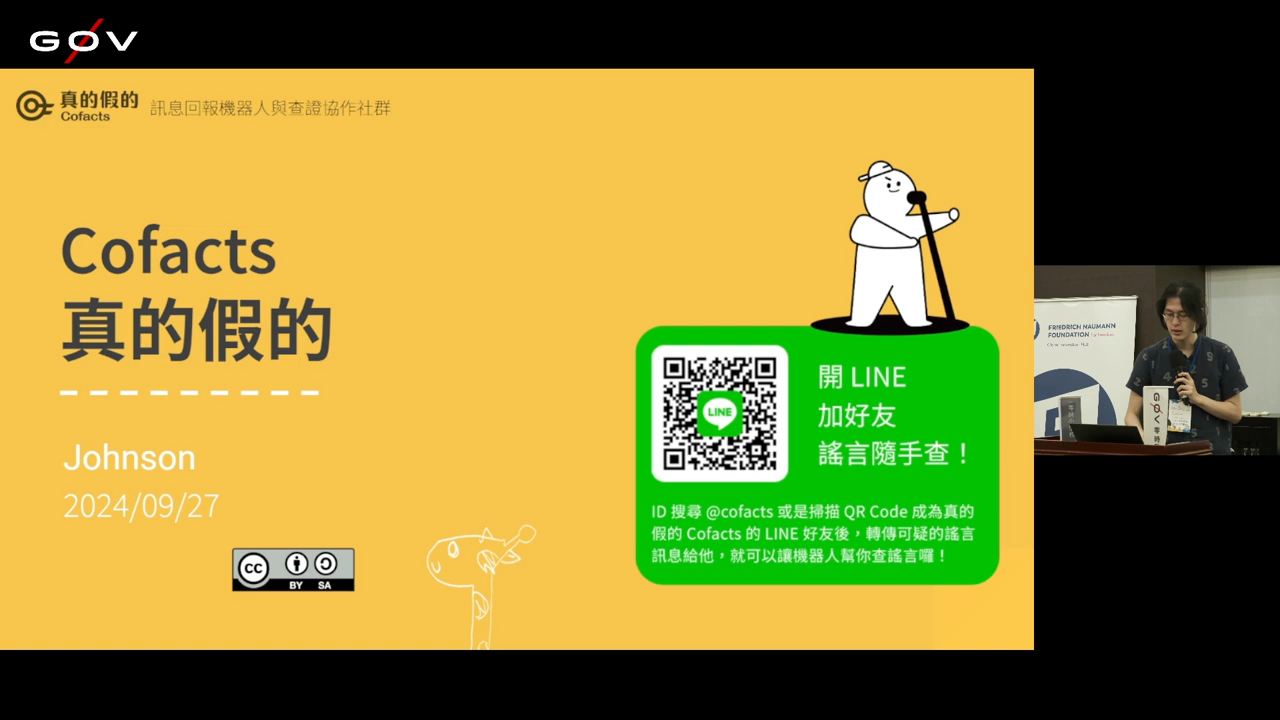 GØV
真的假的
Cofacts
訊息回報機器人與查證協作社群
Cofacts
真的假的
Johnson
2024/09/27
cc
BY SA
LINE
開 LINE
加好友
謠言隨手查！
ID 搜尋 @cofacts 或是掃描 QR Code 成為真的
假的 Cofacts 的 LINE 好友後，轉傳可疑的謠言
訊息給他，就可以讓機器人幫你查謠言囉！
FRIEDRICH NAUMANN
FOUNDATION
GØV